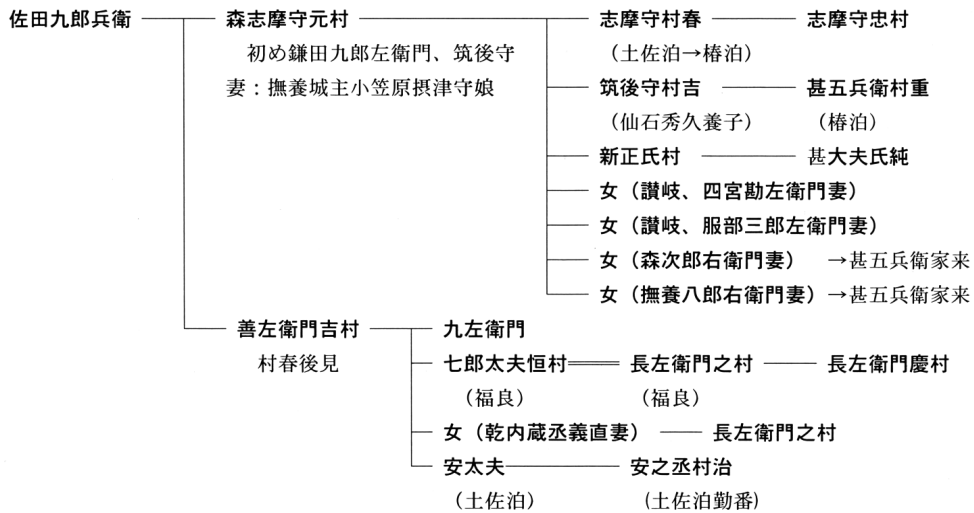 佐田九郎兵衛 森志摩守元村 志摩守村春 志摩守忠村
初め鎌田九郎左衛門、筑後守 （土佐泊→椿泊）
妻：撫養城主小笠原摂津守娘 筑後守村吉 甚五兵衛村重
（仙石秀久養子） （椿泊）
新正氏村 甚大夫氏純
女（讃岐、四宮勘左衛門妻）
女（讃岐、服部三郎左衛門妻）
女（森次郎右衛門妻） →甚五兵衛家来
女（撫養八郎右衛門妻）→甚五兵衛家来
善左衛門吉村 九左衛門
村春後見 七郎太夫恒村 長左衛門之村 長左衛門慶村
（福良） （福良）
女（乾内蔵丞義直妻） 長左衛門之村
安太夫 安之丞村治
（土佐泊） （土佐泊勤番）